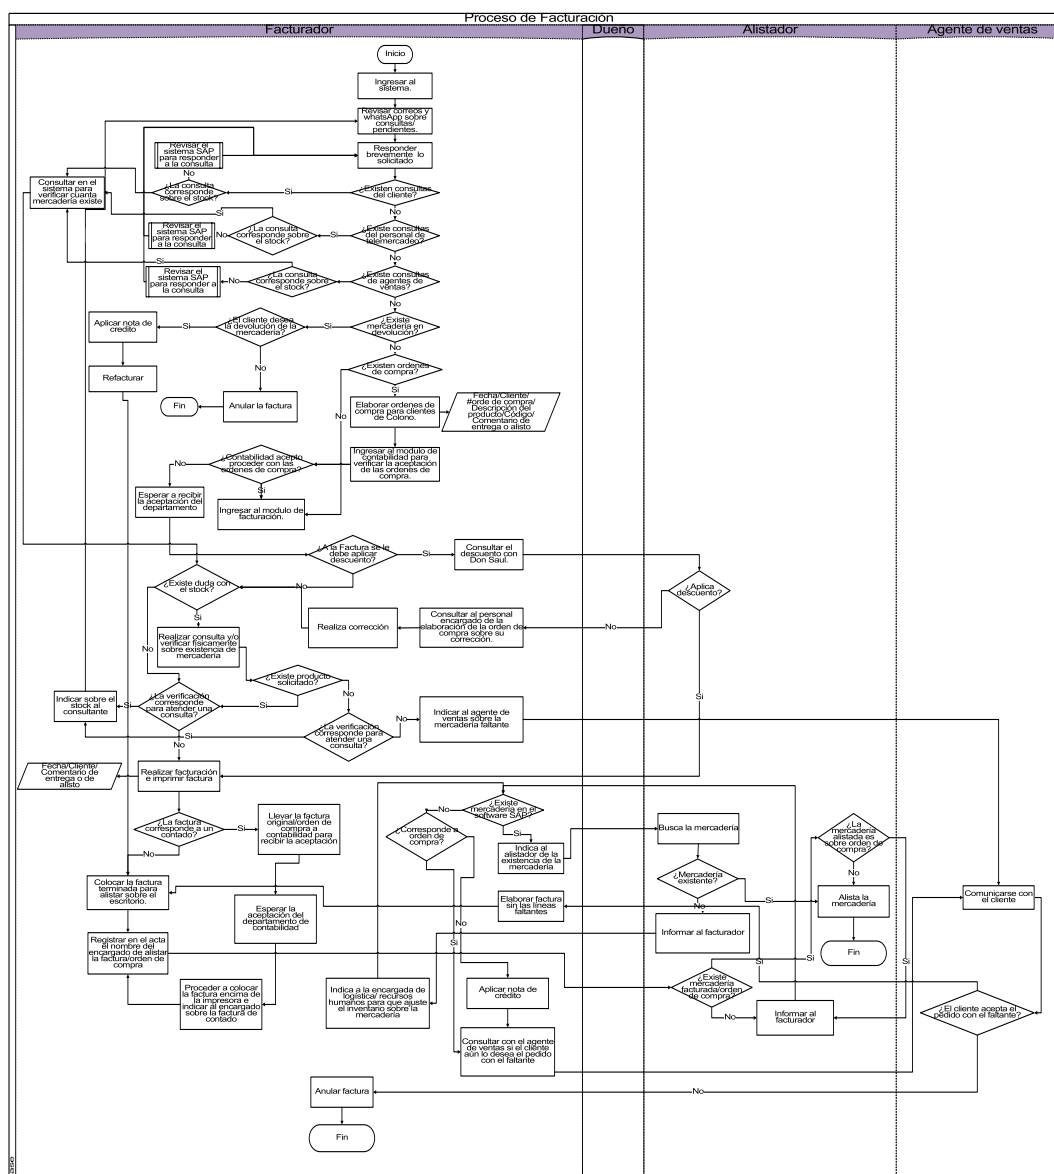 Proceso de Facturación
Facturador
Dueno
Alistador
Agente de ventas
Inicio
Ingresar al
sistema.
Revisar correos y
whatsApp sobre
consultas/
pendientes.
Revisar el
sistema SAP
para responder
a la consulta
Responder
brevemente lo
solicitado
No
Consultar en el
sistema para
verificar cuanta
mercadería existe
¿La consulta
corresponde
sobre el stock?
Si
¿Existen consultas
del cliente?
Si
No
Revisar el
sistema SAP
para responder
a la consulta
No
¿La consulta
corresponde sobre
el stock?
Si
¿Existe consultas
del personal de
telemercadeo?
Si
No
Revisar el
sistema SAP
para responder a
la consulta
No
¿La consulta
corresponde sobre
el stock?
¿Existe consultas
de agentes de
ventas?
No
Aplicar nota de
credito
Si
¿El cliente desea
la devolución de la
mercadería?
Si
¿Existe
mercadería en
devolución?
No
Refacturar
No
¿Existen ordenes
de compra?
Si
Fin
Anular la factura
No
Elaborar ordenes de
compra para clientes
de Colono.
Fecha/Cliente/
#orde de compra/
Descripción del
producto/Código/
Comentario de
entrega o alisto
No
¿Contabilidad acepto
proceder con las
ordenes de compra?
Ingresar al modulo de
contabilidad para
verificar la aceptación
de las ordenes de
compra.
Si
Esperar a recibir
la aceptación del
departamento
Ingresar al modulo de
facturación.
¿A la Factura se le
debe aplicar
descuento?
Si
Consultar el
descuento con
Don Saul.
¿Existe duda con
el stock?
No
¿Aplica
descuento?
Si
Realiza corrección
Consultar al personal
encargado de la
elaboración de la orden de
compra sobre su
corrección.
No
No
Realizar consulta y/o
verificar físicamente
sobre existencia de
mercadería
¿Existe producto
solicitado?
No
Si
Indicar sobre el
stock al
consultante
Si
¿La verificación
corresponde
para atender una
consulta?
Si
No
Si
¿La verificación
corresponde para
atender una
consulta?
No
Indicar al agente de
ventas sobre la
mercadería faltante
Fecha/Cliente/
Comentario de
entrega o de
alisto
Realizar facturación
e imprimir factura
¿La factura
corresponde a un
contado?
Si
Llevar la factura
original/orden de
compra a
contabilidad para
recibir la aceptación
No
No
¿Existe
mercadería en el
software SAP?
¿Corresponde a
orden de
compra?
Si
Indica al alistador
de la existencia de la
mercadería
Busca la mercadería
¿La
mercadería
alistada es
sobre orden de
compra?
No
Colocar la factura
terminada para
alistar sobre el
escritorio.
Elaborar factura
sin las líneas
faltantes
¿Mercadería
existente?
Si
Alista la
mercadería
Comunicarse con
el cliente
No
Esperar la
aceptación del
departamento de
contabilidad
No
Si
Informar al facturador
Fin
Registrar en el acta
el nombre del
encargado de alistar
la factura/orden de
compra
Si
Si
Si
Proceder a colocar
la factura encima de
la impresora e
indicar al encargado
sobre la factura de
contado
Indica a la encargada de
logística/ recursos
humanos para que ajuste
el inventario sobre la
mercadería
Aplicar nota de
crédito
¿Existe
mercadería
facturada/orden
de compra?
No
Informar al
facturador
¿El cliente acepta el
pedido con el faltante?
Consultar con el agente
de ventas si el cliente
aún lo desea el pedido
con el faltante
Anular factura
No
Fin